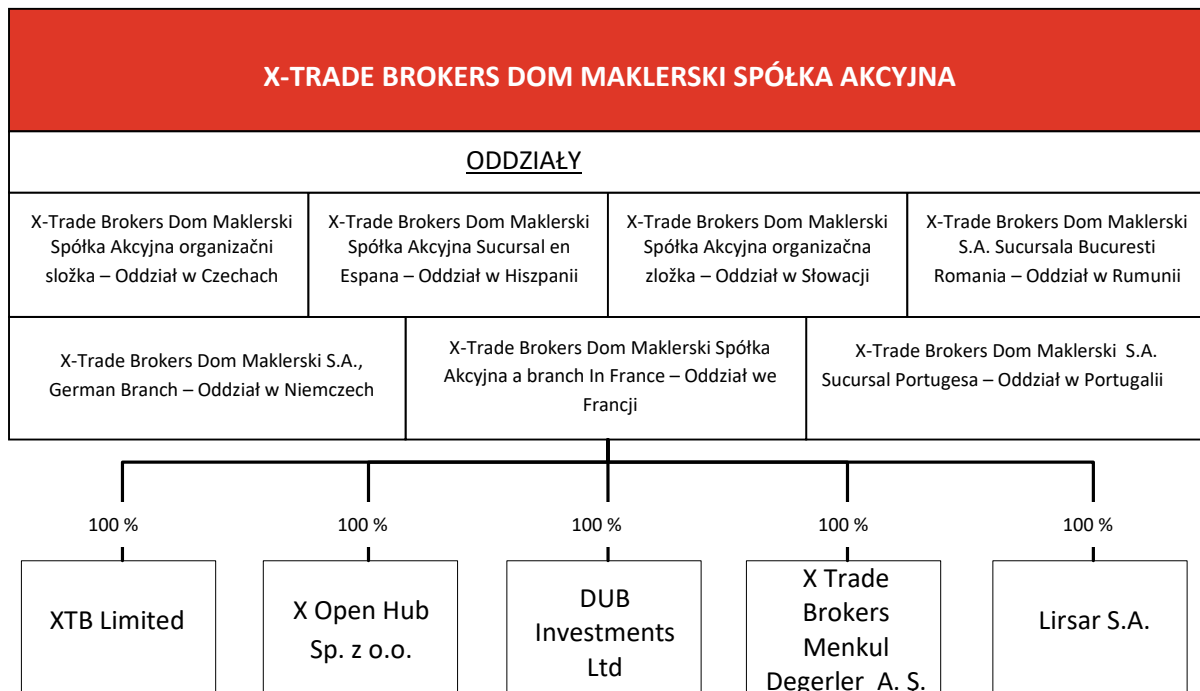 X-TRADE BROKERS DOM MAKLERSKI SPÓŁKA AKCYJNA
ODDZIAŁY
X-Trade Brokers Dom Maklerski
Spółka Akcyjna organizačni
složka – Oddział w Czechach
X-Trade Brokers Dom Maklerski
Spółka Akcyjna Sucursal en
Espana – Oddział w Hiszpanii
X-Trade Brokers Dom Maklerski
Spółka Akcyjna organizačna
zložka – Oddział w Słowacji
X-Trade Brokers Dom Maklerski
S.A. Sucursala Bucuresti
Romania – Oddział w Rumunii
X-Trade Brokers Dom Maklerski S.A.,
German Branch – Oddział w Niemczech
X-Trade Brokers Dom Maklerski Spółka
Akcyjna a branch In France – Oddział we
Francji
X-Trade Brokers Dom Maklerski S.A.
Sucursal Portugesa – Oddział w Portugalii
100 %
100 %
100 %
100 %
100 %
XTB Limited
X Open Hub
Sp. z o.o.
DUB
Investments
Ltd
X Trade
Brokers
Menkul
Degerler A. Ş.
Lirsar S.A.